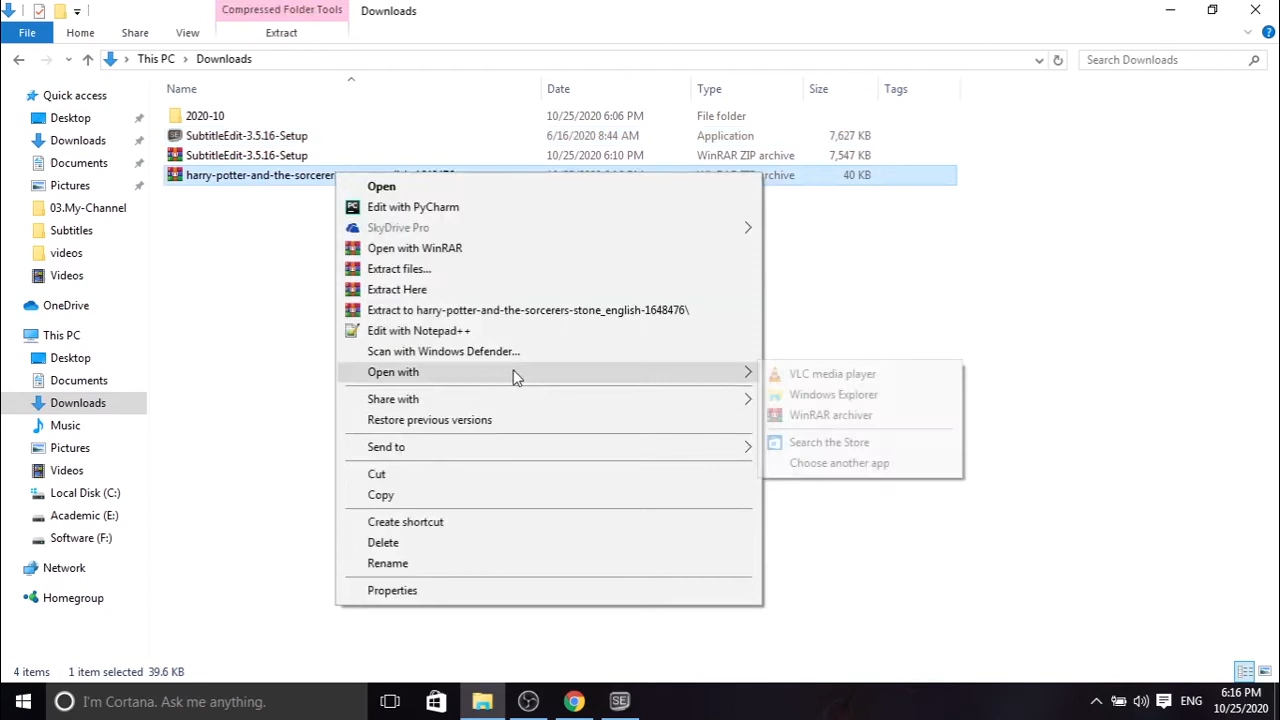 Compressed Folder Tools
Downloads
File
Home
Share
View
Extract
This PC
Downloads
Search Downloads
Name
Date
Type
Size
Tags
2020-10
10/25/2020 6:06 PM
File folder
SubtitleEdit-3.5.16-Setup
6/16/2020 8:44 AM
Application
7,627 KB
SubtitleEdit-3.5.16-Setup
10/25/2020 6:10 PM
WinRAR ZIP archive
7,547 KB
harry-potter-and-the-sorcerer
archive
40 KB
Quick access
Desktop
Downloads
Documents
Pictures
03.My-Channel
Subtitles
videos
Videos
OneDrive
This PC
Desktop
Documents
Downloads
Music
Pictures
Videos
Local Disk (C:)
Academic (E:)
Software (F:)
Network
Homegroup
Open
Edit with PyCharm
SkyDrive Pro
Open with WinRAR
Extract files...
Extract Here
Extract to harry-potter-and-the-sorcerers-stone_english-1648476\
Edit with Notepad++
Scan with Windows Defender...
Open with
Share with
Restore previous versions
Send to
Cut
Copy
Create shortcut
Delete
Rename
Properties
VLC media player
Windows Explorer
WinRAR archiver
Search the Store
Choose another app
4 items
1 item selected 39.6 KB
I'm Cortana. Ask me anything.
SE
ENG
6:16 PM
10/25/2020